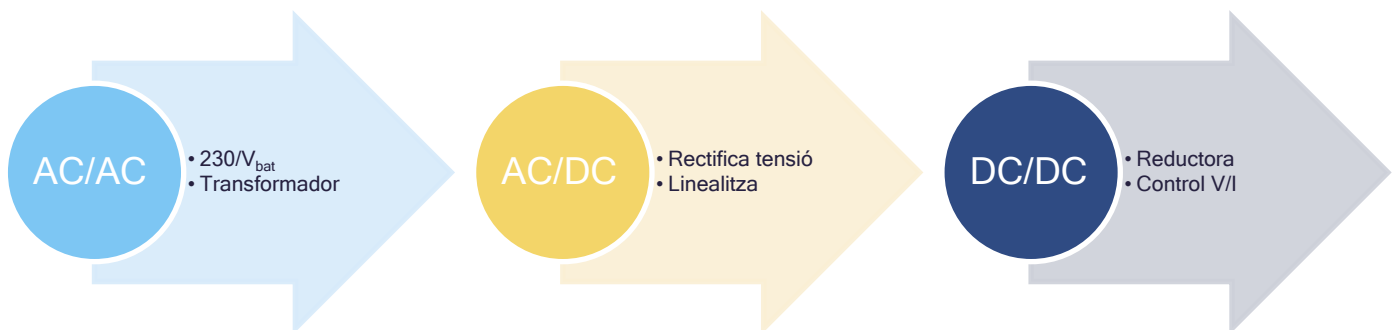 AC/AC
• 230/Vbat
• Transformador
AC/DC
• Rectifica tensió
• Linealitza
DC/DC
• Reductora
• Control V/I